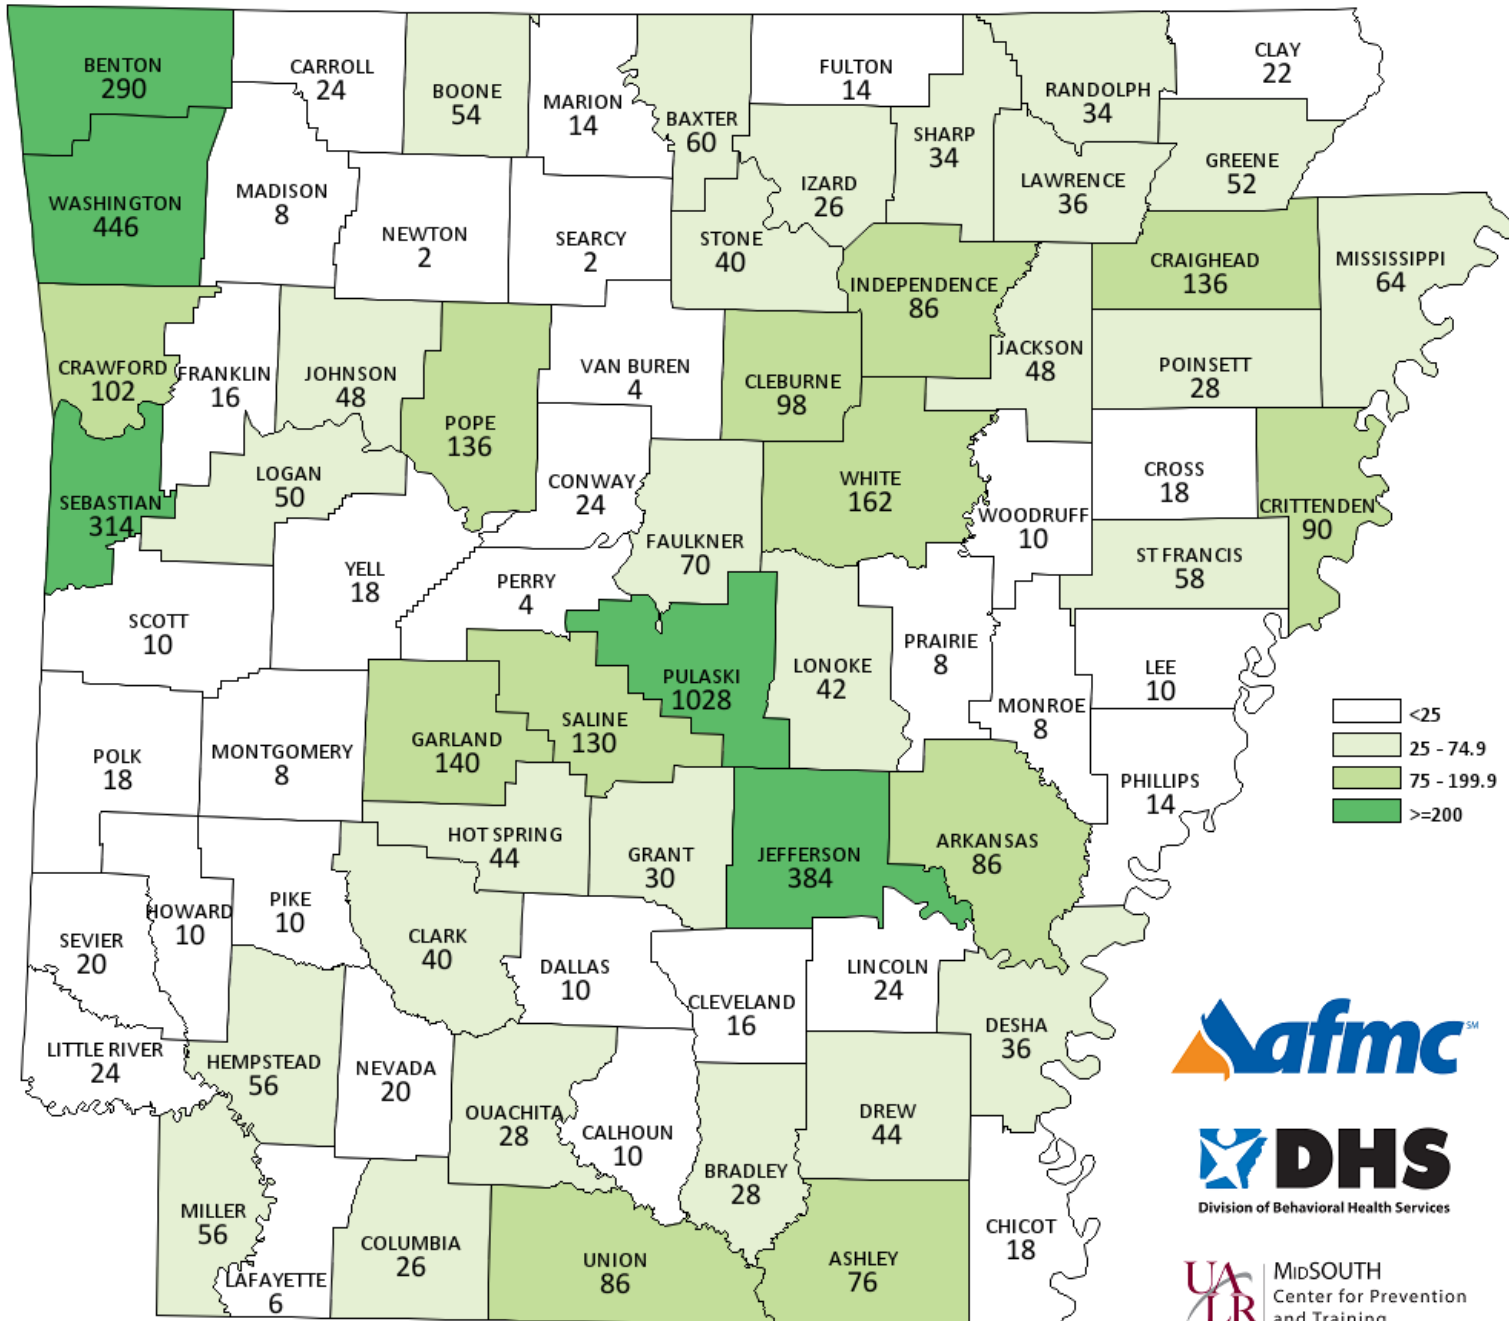 BENTON
290
CARROLL
24
BOONE
54
MARION
14
BAXTER
60
FULTON
14
SHARP
34
RANDOLPH
34
CLAY
22
GREENE
52
LAWRENCE
36
IZARD
26
WASHINGTON
446
MADISON
8
NEWTON
2
SEARCY
2
STONE
40
INDEPENDENCE
86
CRAIGHEAD
136
MISSISSIPPI
64
CRAWFORD
102
FRANKLIN
16
JOHNSON
48
POPE
136
VAN BUREN
4
CLEBURNE
98
JACKSON
48
POINSETT
28
SEBASTIAN
314
LOGAN
50
CONWAY
24
WHITE
162
WOODRUFF
10
CROSS
18
CRITTENDEN
90
FAULKNER
70
ST FRANCIS
58
YELL
18
PERRY
4
SCOTT
10
PULASKI
1028
LONOKE
42
PRAIRIE
8
MONROE
8
LEE
10
POLK
18
MONTGOMERY
8
GARLAND
140
SALINE
130
PHILLIPS
14
<25
25 - 74.9
75 - 199.9
>=200
HOT SPRING
44
GRANT
30
JEFFERSON
384
ARKANSAS
86
SEVIER
20
HOWARD
10
PIKE
10
CLARK
40
DALLAS
10
CLEVELAND
16
LINCOLN
24
DESHA
36
LITTLE RIVER
24
HEMPSTEAD
56
NEVADA
20
OUACHITA
28
CALHOUN
10
BRADLEY
28
DREW
44
MILLER
56
LAFAYETTE
6
COLUMBIA
26
UNION
86
ASHLEY
76
CHICOT
18
afmc SM
DHS
Division of Behavioral Health Services
UALR
MIDSOUTH
Center for Prevention
and Training